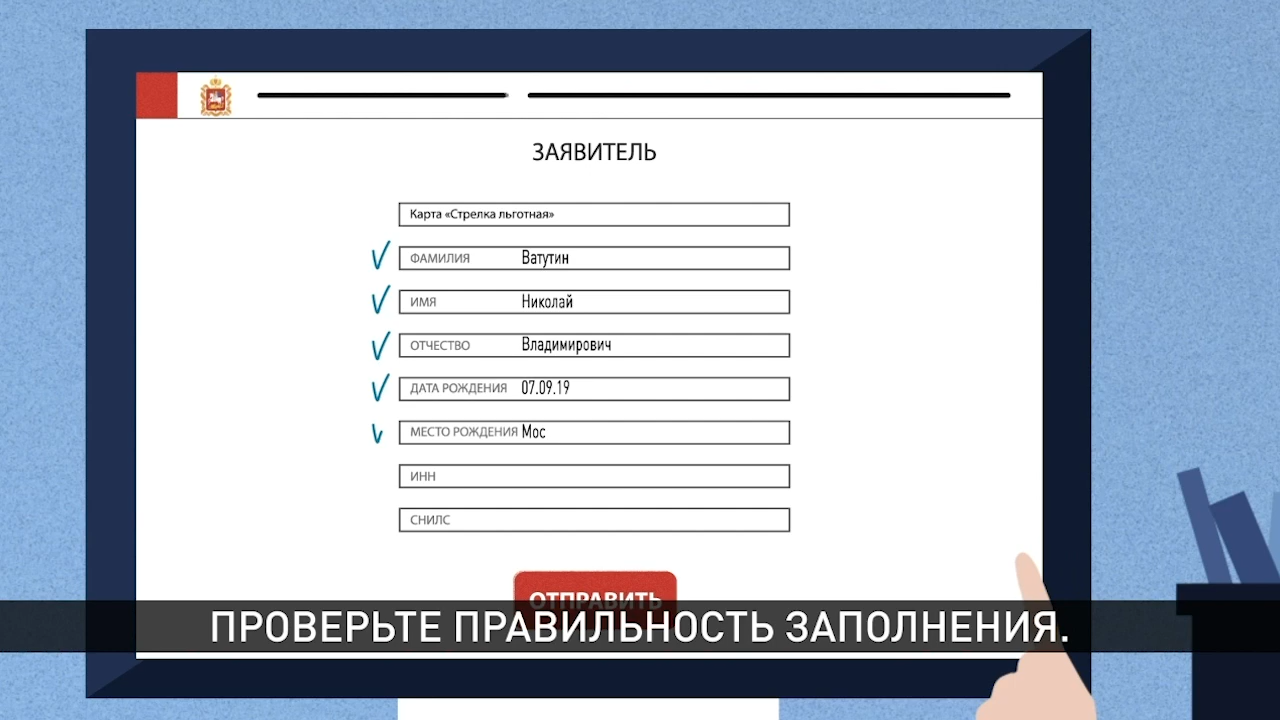 ЗАЯВИТЕЛЬ
Карта «Стрелка льготная»
ФАМИЛИЯ Ватутин
ИМЯ Николай
ОТЧЕСТВО Владимирович
ДАТА РОЖДЕНИЯ 07.09.19
МЕСТО РОЖДЕНИЯ Мос
ИНН
СНИЛС
ОТПРАВИТЬ
ПРОВЕРЬТЕ ПРАВИЛЬНОСТЬ ЗАПОЛНЕНИЯ.